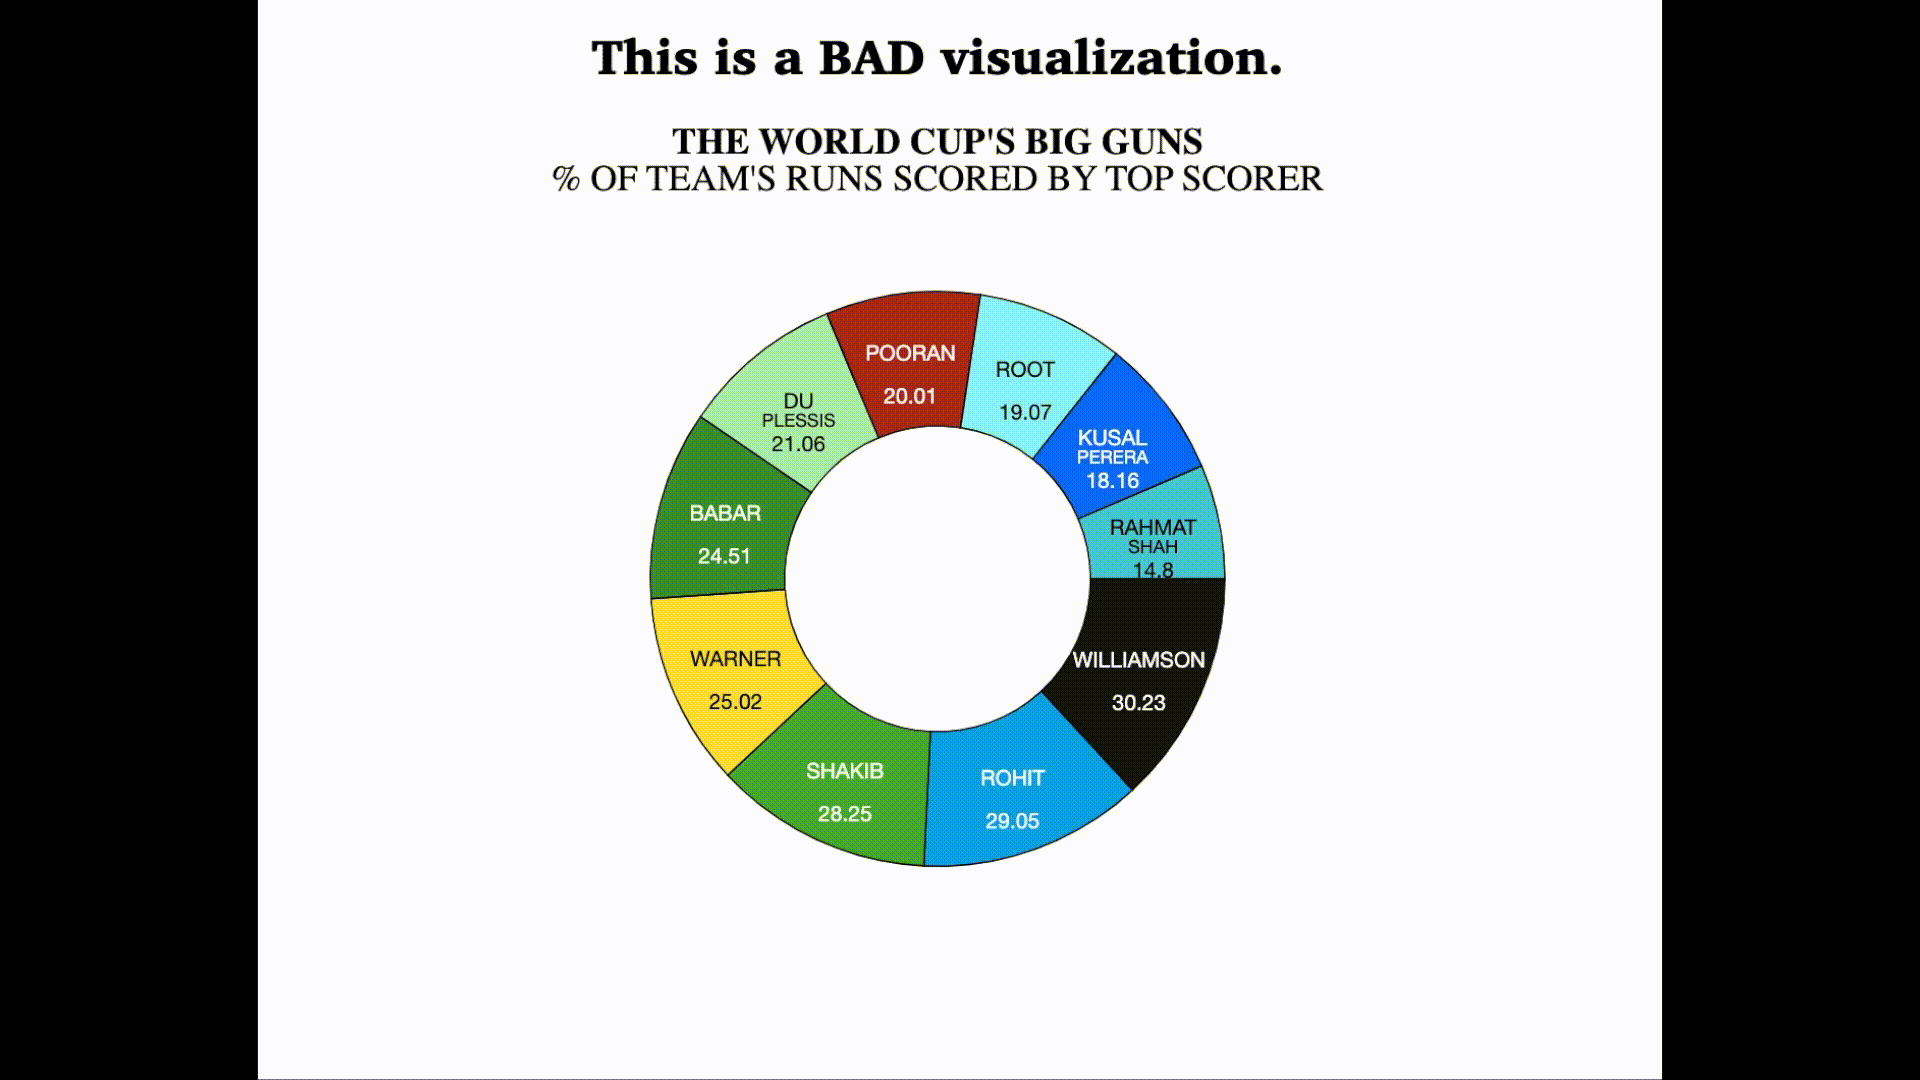 This is a BAD visualization.
THE WORLD CUP'S BIG GUNS
% OF TEAM'S RUNS SCORED BY TOP SCORER
POORAN
20.01
ROOT
19.07
KUSAL
PERERA
18.16
RAHMAT
SHAH
14.8
WILLIAMSON
30.23
ROHIT
29.05
SHAKIB
28.25
WARNER
25.02
BABAR
24.51
DU
PLESSIS
21.06